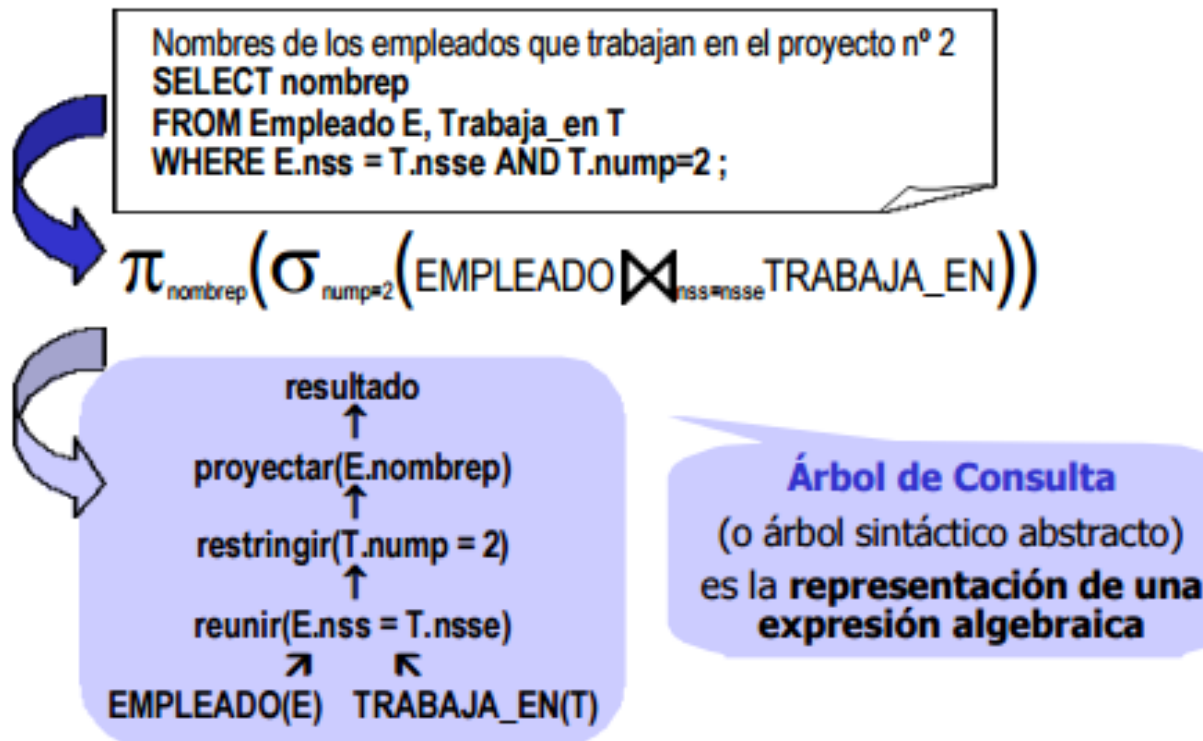 Nombres de los empleados que trabajan en el proyecto nº 2
SELECT nombrep
FROM Empleado E, Trabaja_en T
WHERE E.nss = T.nsse AND T.nump=2 ;
π nombrep(σ nump=2(EMPLEADO ⋈ nss=nsse TRABAJA_EN))
resultado
↑
proyectar(E.nombrep)
↑
restringir(T.nump = 2)
↑
reunir(E.nss = T.nsse)
↗ ↖
EMPLEADO(E) TRABAJA_EN(T)
Árbol de Consulta
(o árbol sintáctico abstracto)
es la representación de una
expresión algebraica